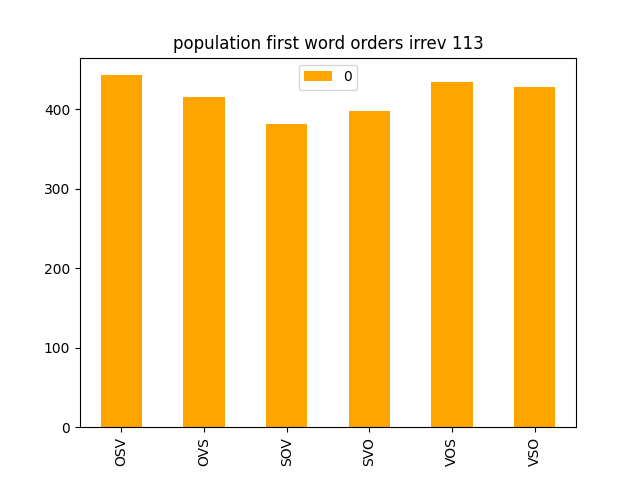 population first word orders irrev 113
0
400
300
200
100
0
OSV
OVS
SOV
SVO
VOS
VSO